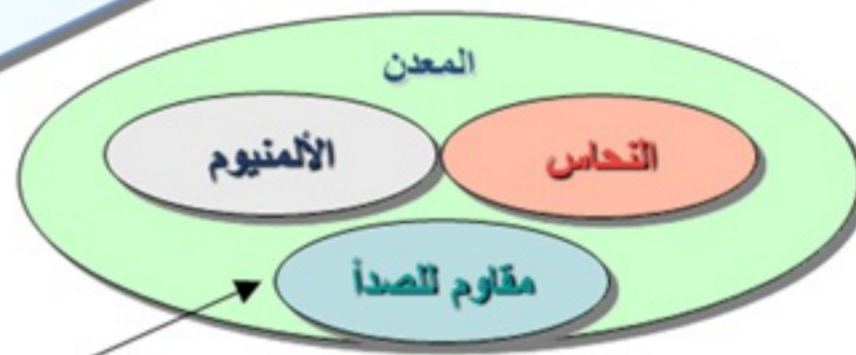 المعدن
النحاس
الألمنيوم
مقاوم للصدأ